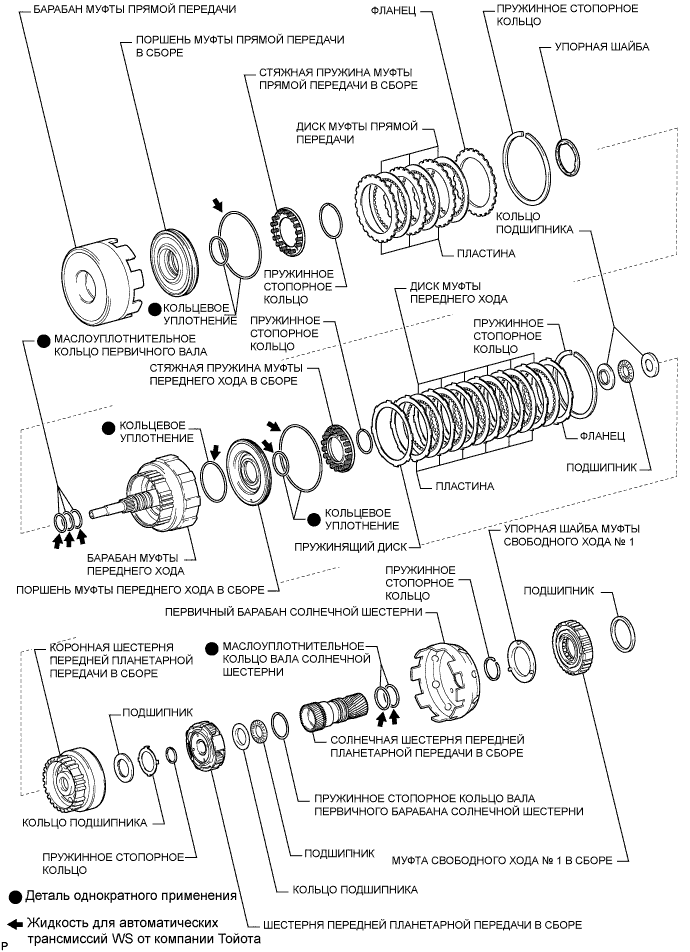 БАРАБАН МУФТЫ ПРЯМОЙ ПЕРЕДАЧИ
ФЛАНЕЦ
ПРУЖИННОЕ СТОПОРНОЕ
КОЛЬЦО
ПОРШЕНЬ МУФТЫ ПРЯМОЙ ПЕРЕДАЧИ
В СБОРЕ
УПОРНАЯ ШАЙБА
СТЯЖНАЯ ПРУЖИНА МУФТЫ
ПРЯМОЙ ПЕРЕДАЧИ В СБОРЕ
ДИСК МУФТЫ ПРЯМОЙ
ПЕРЕДАЧИ
КОЛЬЦО
ПОДШИПНИКА
ПЛАСТИНА
ПРУЖИННОЕ
СТОПОРНОЕ
КОЛЬЦО
ДИСК МУФТЫ
ПЕРЕДНЕГО ХОДА
КОЛЬЦЕВОЕ
УПЛОТНЕНИЕ
ПРУЖИННОЕ
СТОПОРНОЕ
КОЛЬЦО
ПРУЖИННОЕ
СТОПОРНОЕ
КОЛЬЦО
МАСЛОУПЛОТНИТЕЛЬНОЕ
КОЛЬЦО ПЕРВИЧНОГО ВАЛА
СТЯЖНАЯ ПРУЖИНА МУФТЫ
ПЕРЕДНЕГО ХОДА В СБОРЕ
КОЛЬЦЕВОЕ
УПЛОТНЕНИЕ
ФЛАНЕЦ
ПОДШИПНИК
ПЛАСТИНА
КОЛЬЦЕВОЕ
УПЛОТНЕНИЕ
УПОРНАЯ ШАЙБА МУФТЫ
СВОБОДНОГО ХОДА № 1
ПРУЖИНЯЩИЙ ДИСК
БАРАБАН МУФТЫ
ПЕРЕДНЕГО ХОДА
ПРУЖИННОЕ
СТОПОРНОЕ
КОЛЬЦО
ПОРШЕНЬ МУФТЫ ПЕРЕДНЕГО ХОДА В СБОРЕ
ПОДШИПНИК
ПЕРВИЧНЫЙ БАРАБАН СОЛНЕЧНОЙ ШЕСТЕРНИ
КОРОННАЯ ШЕСТЕРНЯ
ПЕРЕДНЕЙ ПЛАНЕТАРНОЙ
ПЕРЕДАЧИ В СБОРЕ
МАСЛОУПЛОТНИТЕЛЬНОЕ
КОЛЬЦО ВАЛА СОЛНЕЧНОЙ
ШЕСТЕРНИ
ПОДШИПНИК
СОЛНЕЧНАЯ ШЕСТЕРНЯ ПЕРЕДНЕЙ
ПЛАНЕТАРНОЙ ПЕРЕДАЧИ В СБОРЕ
ПРУЖИННОЕ СТОПОРНОЕ КОЛЬЦО ВАЛА
ПЕРВИЧНОГО БАРАБАНА СОЛНЕЧНОЙ ШЕСТЕРНИ
КОЛЬЦО ПОДШИПНИКА
ПРУЖИННОЕ СТОПОРНОЕ
КОЛЬЦО
ПОДШИПНИК
МУФТА СВОБОДНОГО ХОДА № 1 В СБОРЕ
КОЛЬЦО ПОДШИПНИКА
Деталь однократного применения
Жидкость для автоматических
трансмиссий WS от компании Тойота
ШЕСТЕРНЯ ПЕРЕДНЕЙ ПЛАНЕТАРНОЙ ПЕРЕДАЧИ В СБОРЕ
P